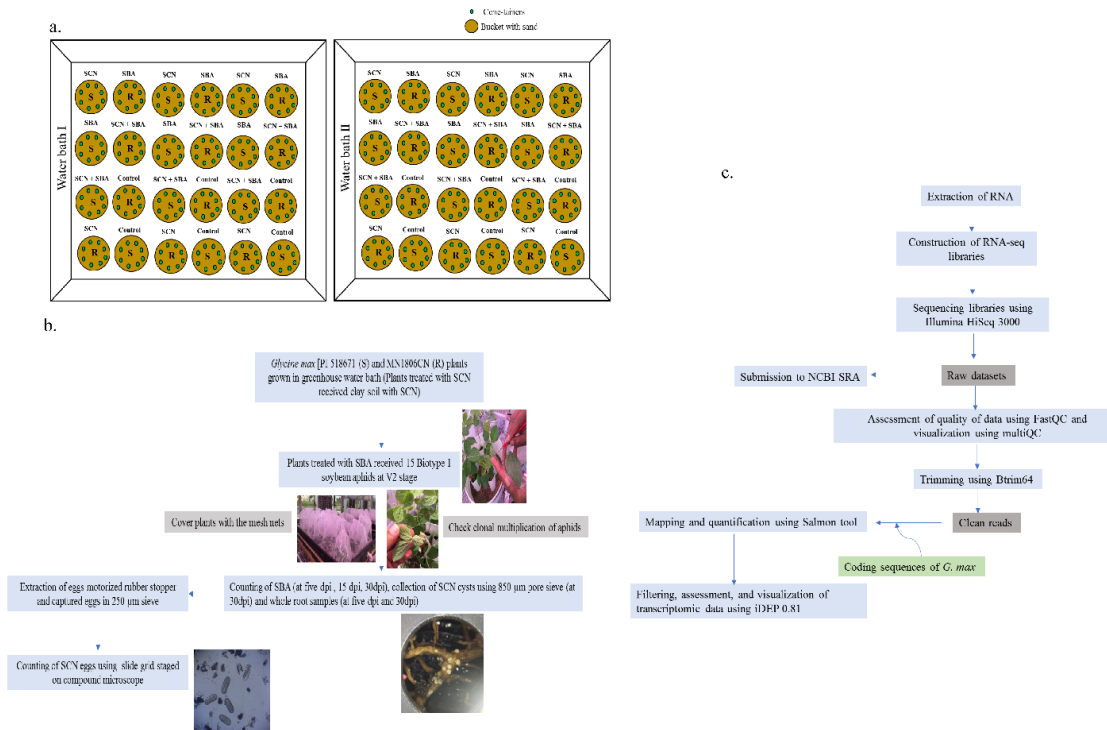 a.
Cone-tainers
Bucket with sand
Water bath I
SCN SBA SCN SBA SCN SBA
S R S R S R
SBA SCN + SBA SBA SCN + SBA SBA SCN + SBA
S R S R S R
SCN + SBA Control SCN + SBA Control SCN + SBA Control
S R S R S R
SCN Control SCN Control SCN Control
R S R S R S
Water bath II
SCN SBA SCN SBA SCN SBA
S R S R S R
SBA SCN + SBA SBA SCN + SBA SBA SCN + SBA
S R S R S R
SCN + SBA Control SCN + SBA Control SCN + SBA Control
S R S R S R
SCN Control SCN Control SCN Control
R S R S R S
b.
Glycine max [PI 518671 (S) and MN1806CN (R) plants
grown in greenhouse water bath (Plants treated with SCN
received clay soil with SCN)
Plants treated with SBA received 15 Biotype 1
soybean aphids at V2 stage
Cover plants with the mesh nets
Check clonal multiplication of aphids
Extraction of eggs motorized rubber stopper
and captured eggs in 250 µm sieve
Counting of SBA (at five dpi , 15 dpi, 30dpi), collection of SCN cysts using 850 µm pore sieve (at
30dpi) and whole root samples (at five dpi and 30dpi)
Counting of SCN eggs using slide grid staged
on compound microscope
c.
Extraction of RNA
Construction of RNA-seq
libraries
Sequencing libraries using
Illumina HiSeq 3000
Submission to NCBI SRA
Raw datasets
Assessment of quality of data using FastQC and
visualization using multiQC
Trimming using Btrim64
Mapping and quantification using Salmon tool
Clean reads
Coding sequences of G. max
Filtering, assessment, and visualization of
transcriptomic data using iDEP 0.81